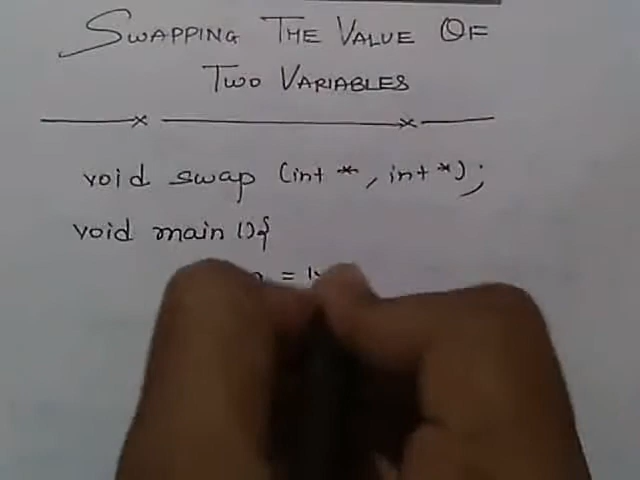 SWAPPING THE VALUE OF
TWO VARIABLES
void swap (int *, int *);
void main (){
=